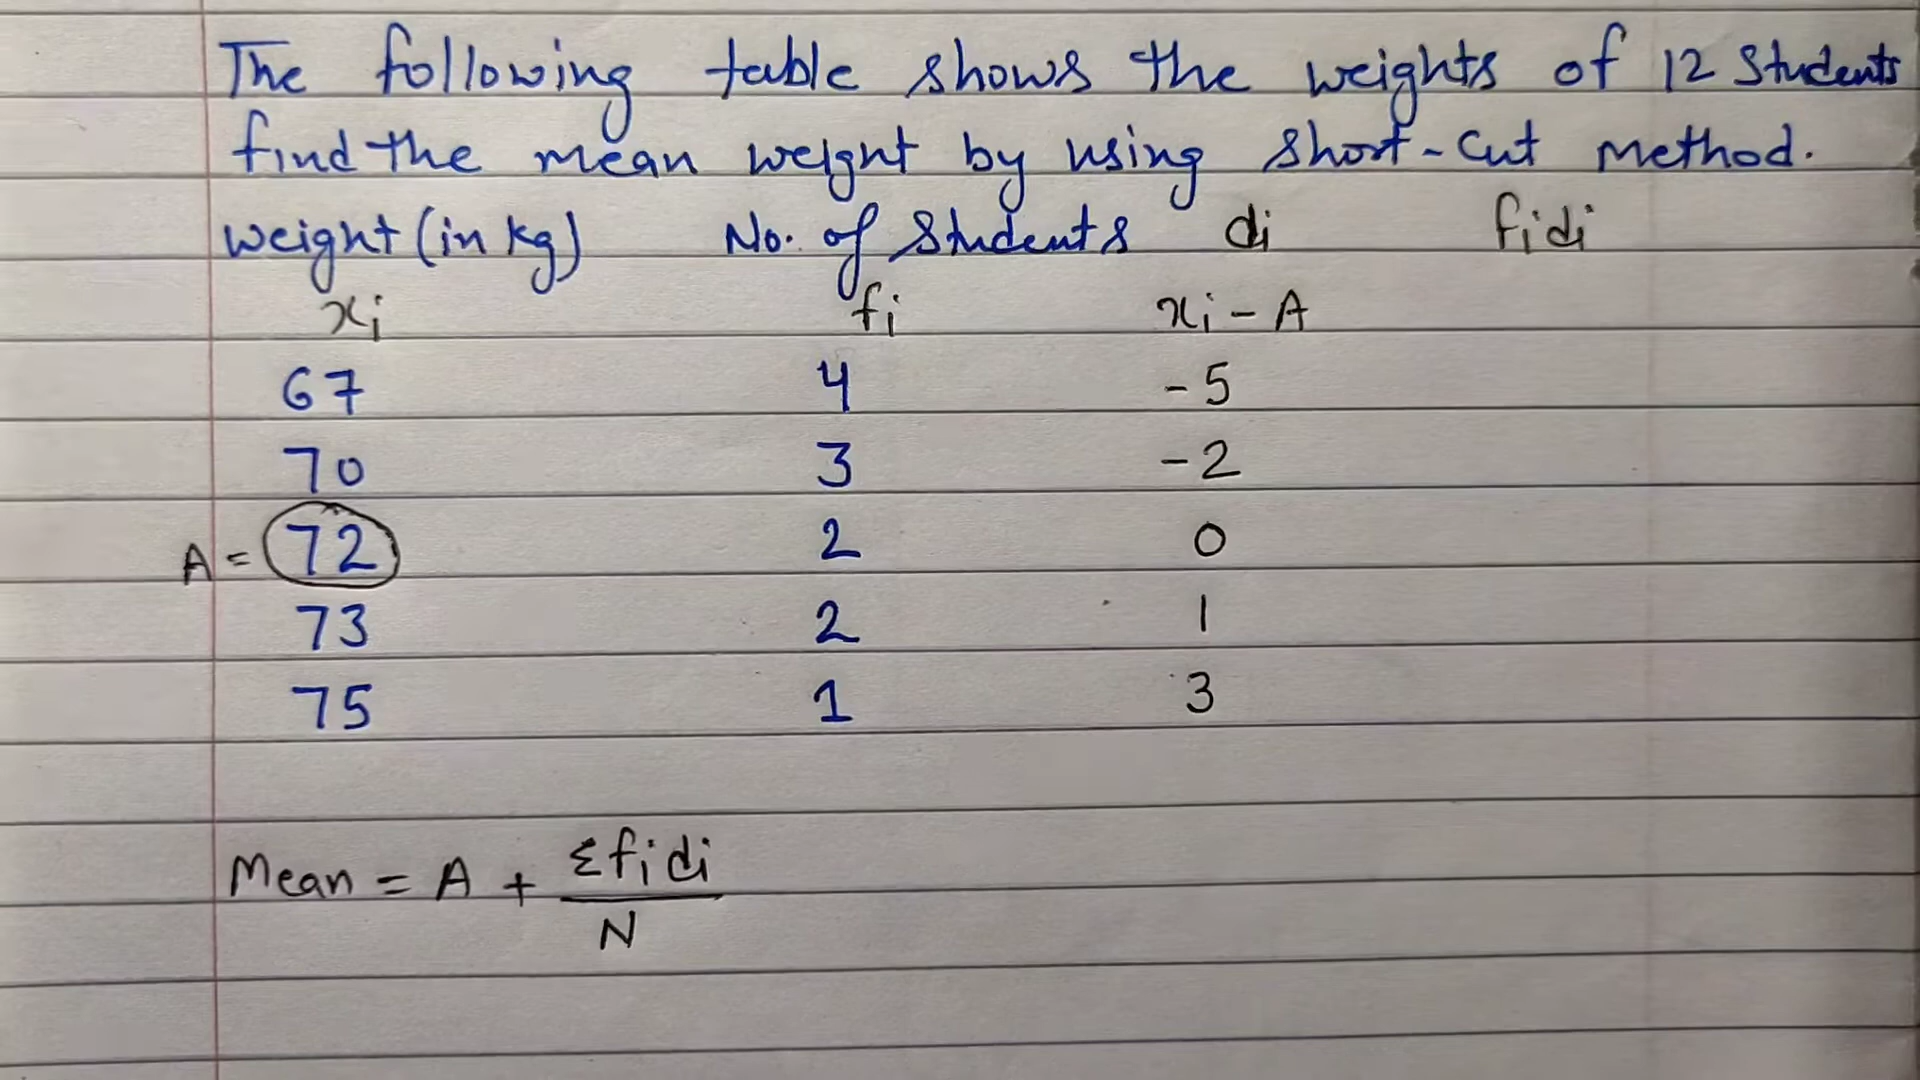 The following table shows the weights of 12 Students
find the mean weight by using short-cut method.
weight (in kg) No. of Students di fidi
xi fi xi - A
67 4 -5
70 3 -2
A = 72 2 0
73 2 1
75 1 3
Mean = A + Σfidi
N